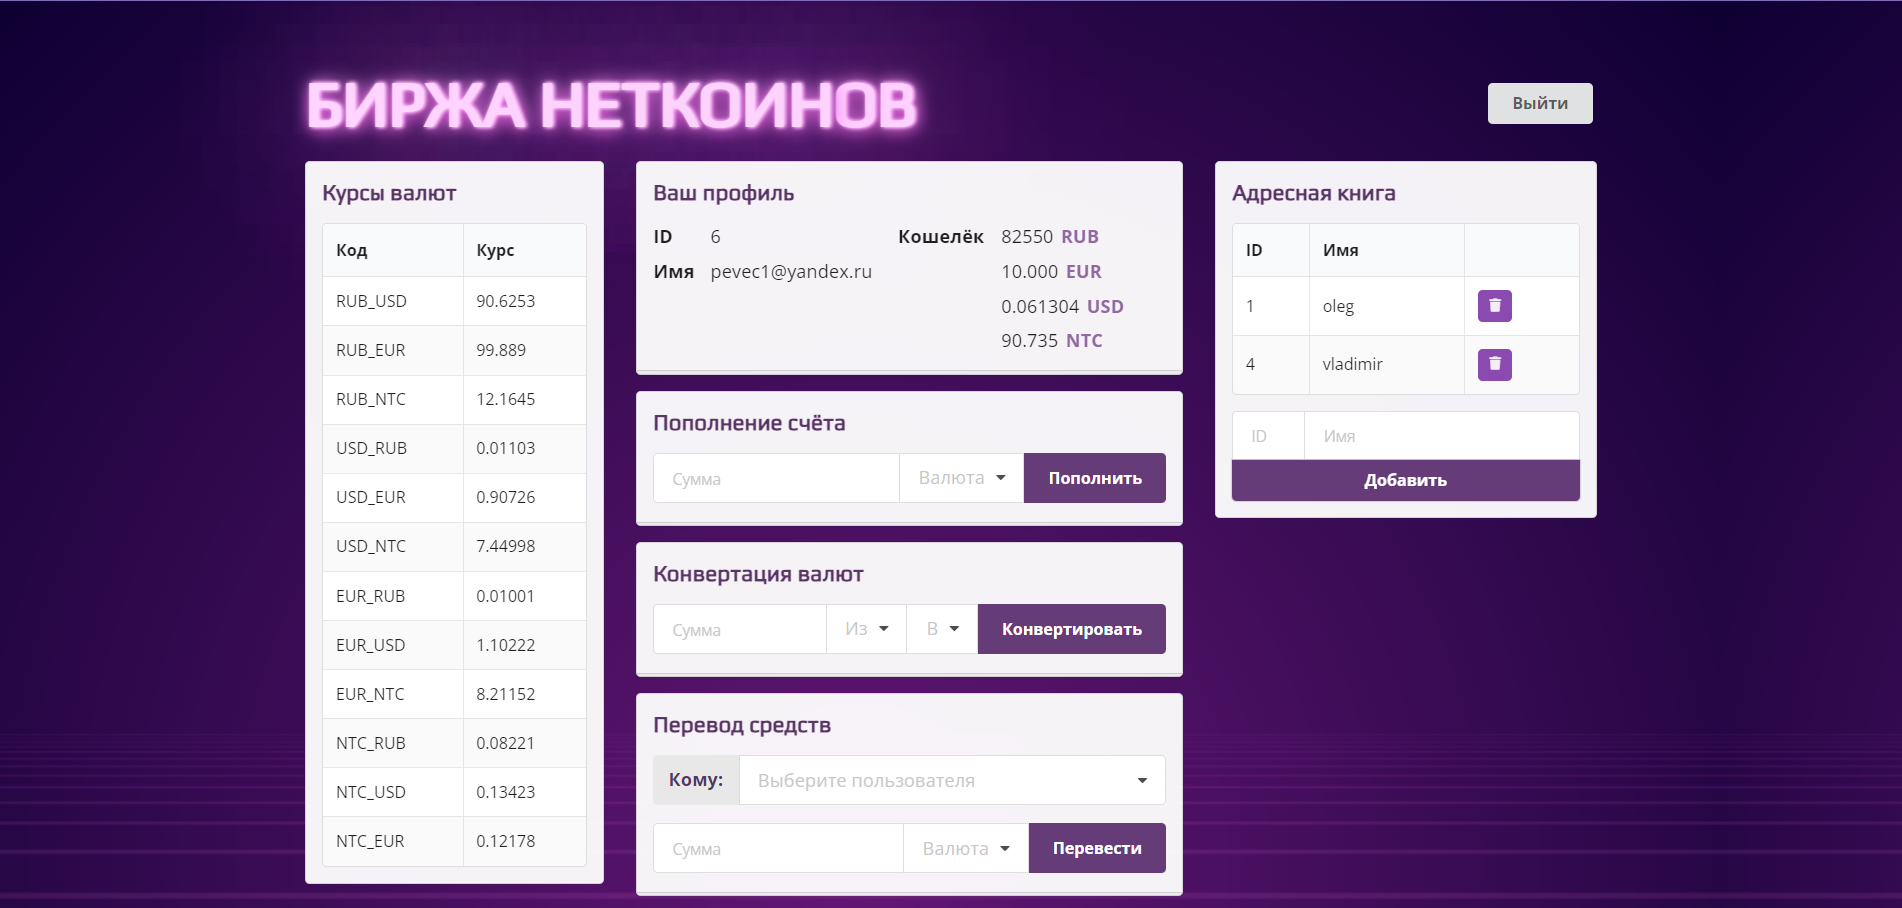 БИРЖА НЕТКОИНОВ
Выйти
Курсы валют
Код Курс
RUB_USD 90.6253
RUB_EUR 99.889
RUB_NTC 12.1645
USD_RUB 0.01103
USD_EUR 0.90726
USD_NTC 7.44998
EUR_RUB 0.01001
EUR_USD 1.10222
EUR_NTC 8.21152
NTC_RUB 0.08221
NTC_USD 0.13423
NTC_EUR 0.12178
Ваш профиль
ID 6 Кошелёк 82550 RUB
Имя pevec1@yandex.ru 10.000 EUR
0.061304 USD
90.735 NTC
Пополнение счёта
Сумма Валюта Пополнить
Конвертация валют
Сумма Из В Конвертировать
Перевод средств
Кому: Выберите пользователя
Сумма Валюта Перевести
Адресная книга
ID Имя
1 oleg
4 vladimir
ID Имя
Добавить